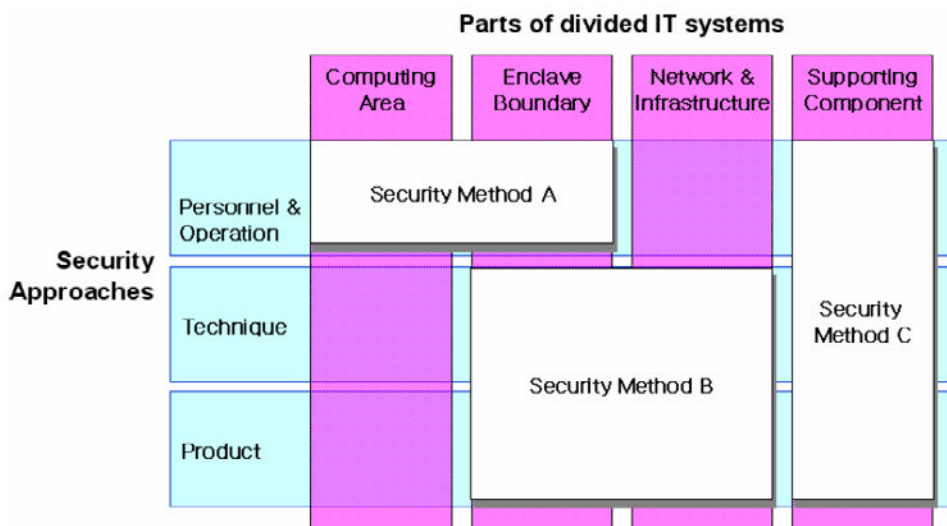 Parts of divided IT systems
Computing
Area
Enclave
Boundary
Network &
Infrastructure
Supporting
Component
Security
Approaches
Personnel &
Operation
Security Method A
Technique
Security Method B
Security
Method C
Product